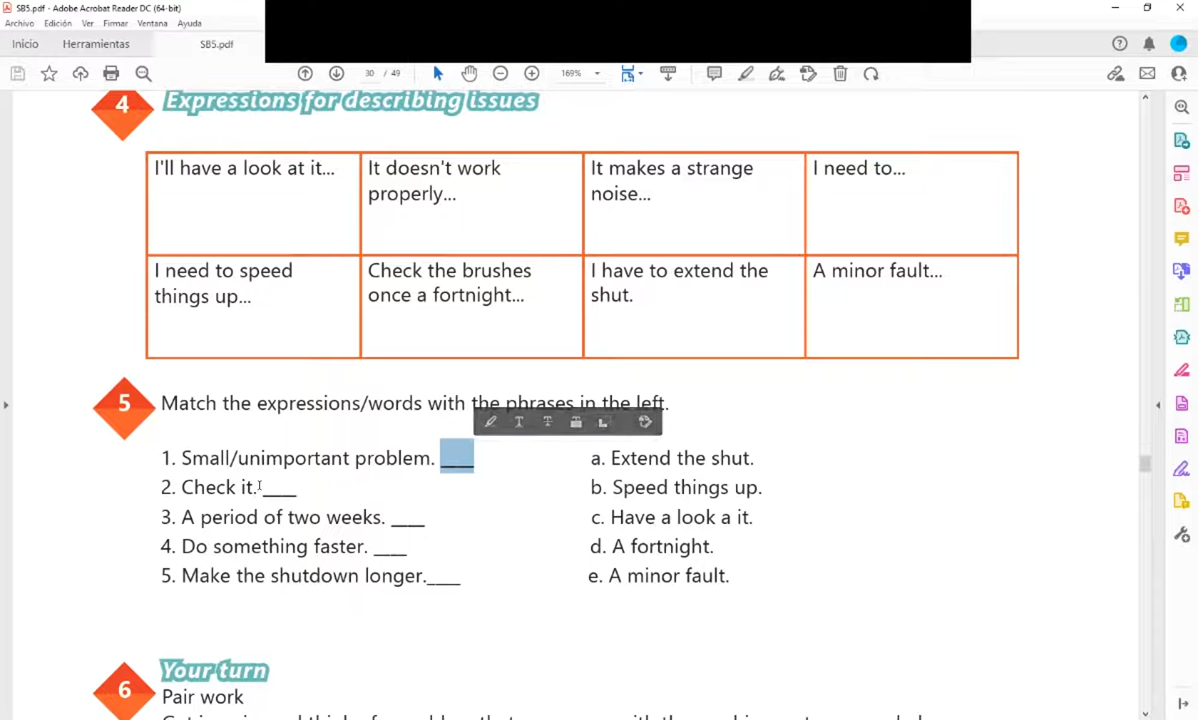 SB5.pdf - Adobe Acrobat Reader DC (64-bit)
Archivo Edición Ver Firmar Ventana Ayuda
Inicio Herramientas SB5.pdf
30 / 49 169%
4 Expressions for describing issues
I'll have a look at it... It doesn't work properly... It makes a strange noise... I need to...
I need to speed things up... Check the brushes once a fortnight... I have to extend the shut. A minor fault...
5 Match the expressions/words with the phrases in the left.
1. Small/unimportant problem. ____ a. Extend the shut.
2. Check it.____ b. Speed things up.
3. A period of two weeks. ____ c. Have a look a it.
4. Do something faster. ____ d. A fortnight.
5. Make the shutdown longer.____ e. A minor fault.
6 Your turn
Pair work